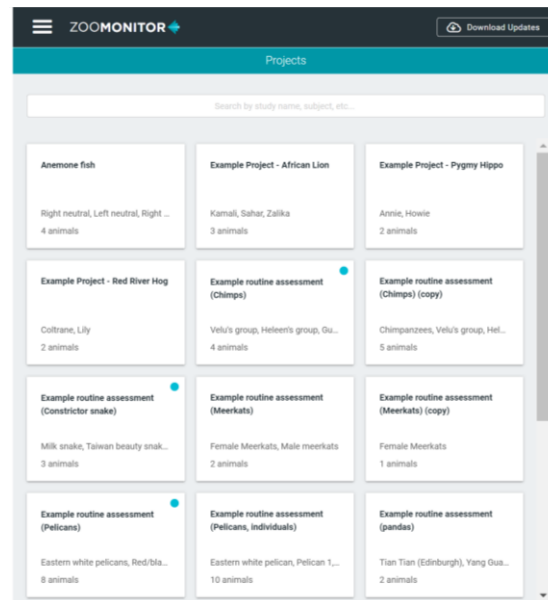 ZOOMONITOR
Download Updates
Projects
Search by study name, subject, etc...
Anemone fish
Right neutral, Left neutral, Right ...
4 animals
Example Project - African Lion
Kamali, Sahar, Zalika
3 animals
Example Project - Pygmy Hippo
Annie, Howie
2 animals
Example Project - Red River Hog
Coltrane, Lily
2 animals
Example routine assessment
(Chimps)
Velu's group, Heleen's group, Gu...
4 animals
Example routine assessment
(Chimps) (copy)
Chimpanzees, Velu's group, Hel...
5 animals
Example routine assessment
(Constrictor snake)
Milk snake, Taiwan beauty snak...
3 animals
Example routine assessment
(Meerkats)
Female Meerkats, Male meerkats
2 animals
Example routine assessment
(Meerkats) (copy)
Female Meerkats
1 animals
Example routine assessment
(Pelicans)
Eastern white pelicans, Red/bla...
8 animals
Example routine assessment
(Pelicans, individuals)
Eastern white pelican, Pelican 1,...
10 animals
Example routine assessment
(pandas)
Tian Tian (Edinburgh), Yang Gua...
2 animals